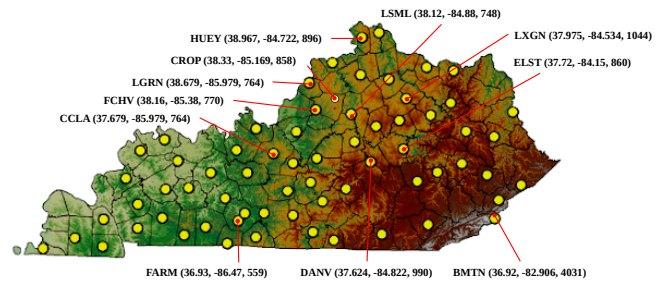 LSML (38.12, -84.88, 748)
HUEY (38.967, -84.722, 896)
LXGN (37.975, -84.534, 1044)
CROP (38.33, -85.169, 858)
ELST (37.72, -84.15, 860)
LGRN (38.679, -85.979, 764)
FCHV (38.16, -85.38, 770)
CCLA (37.679, -85.979, 764)
FARM (36.93, -86.47, 559)
DANV (37.624, -84.822, 990)
BMTN (36.92, -82.906, 4031)